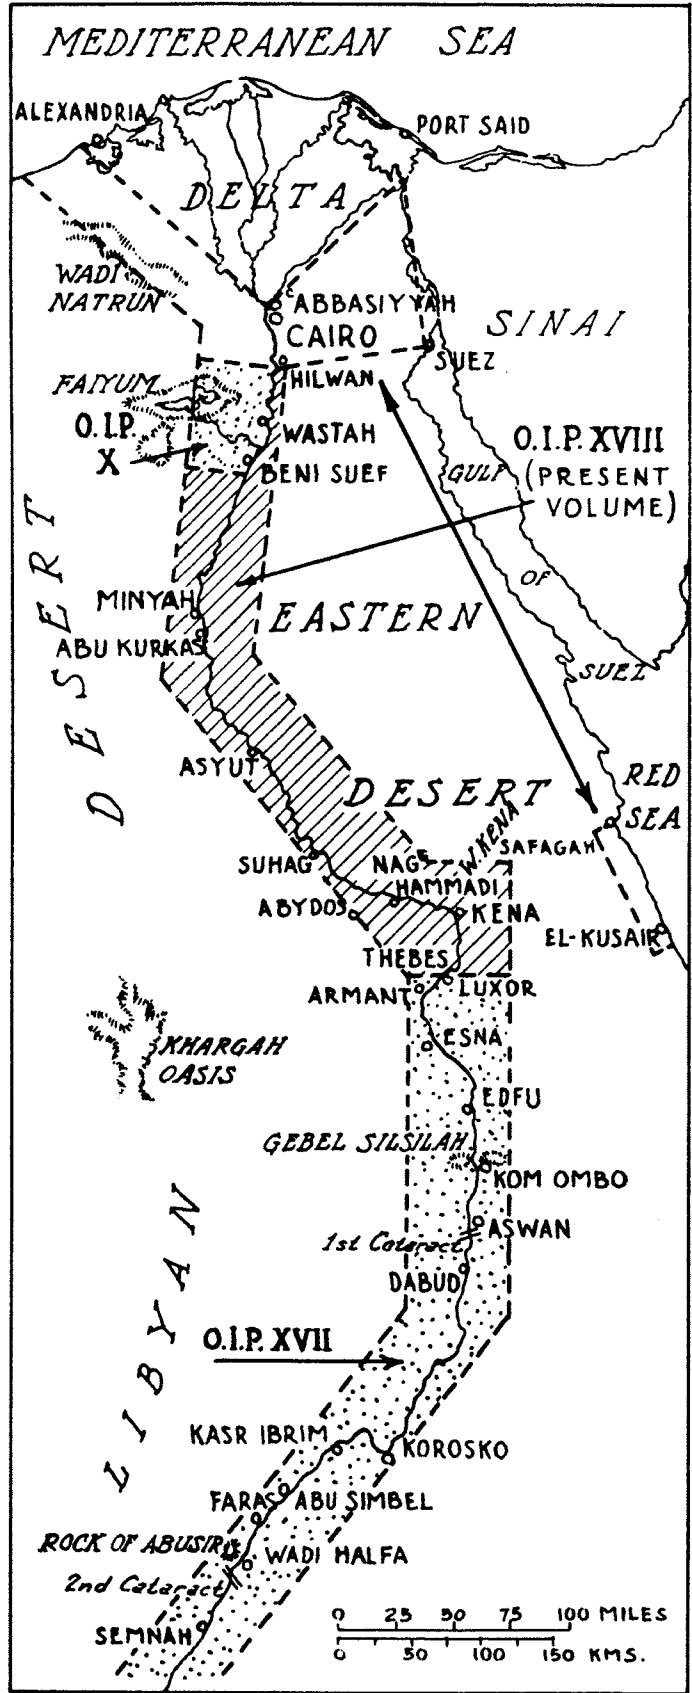 MEDITERRANEAN SEA
ALEXANDRIA
PORT SAID
DELTA
WADI
NATRUN
ʿABBASIYYAH
CAIRO
SINAI
SUEZ
HILWAN
FAIYUM
O.I.P.
X
WASTAH
BENI SUEF
O.I.P. XVIII
(PRESENT
VOLUME)
GULF
OF
SUEZ
MINYAH
ABU KURKAS
EASTERN
DESERT
DESERT
ASYUT
RED
SEA
W. KENA
SAFAGAH
SUHAG
NAGʿ
HAMMADI
ABYDOS
KENA
EL-KUSAIR
THEBES
LUXOR
ARMANT
KHARGAH
OASIS
ESNA
EDFU
GEBEL SILSILAH
KOM OMBO
ASWAN
1st Cataract
DABUD
LIBYAN
O.I.P. XVII
KASR IBRIM
KOROSKO
FARAS
ABU SIMBEL
ROCK OF ABUSIR
WADI HALFA
2nd Cataract
SEMNAH
0 25 50 75 100 MILES
0 50 100 150 KMS.